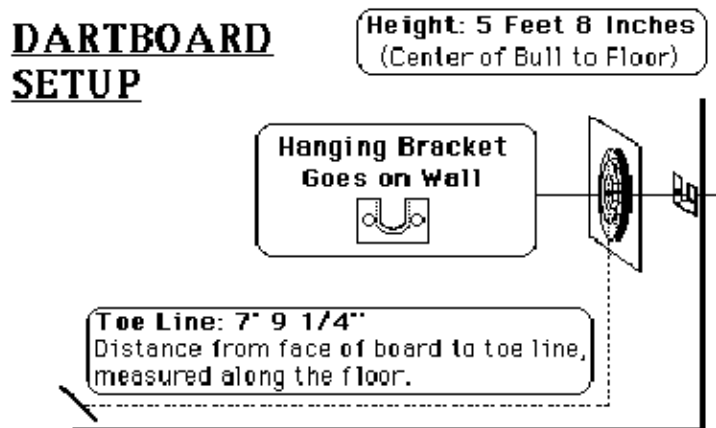 DARTBOARD
SETUP
Height: 5 Feet 8 Inches
(Center of Bull to Floor)
Hanging Bracket
Goes on Wall
Toe Line: 7' 9 1/4"
Distance from face of board to toe line,
measured along the floor.